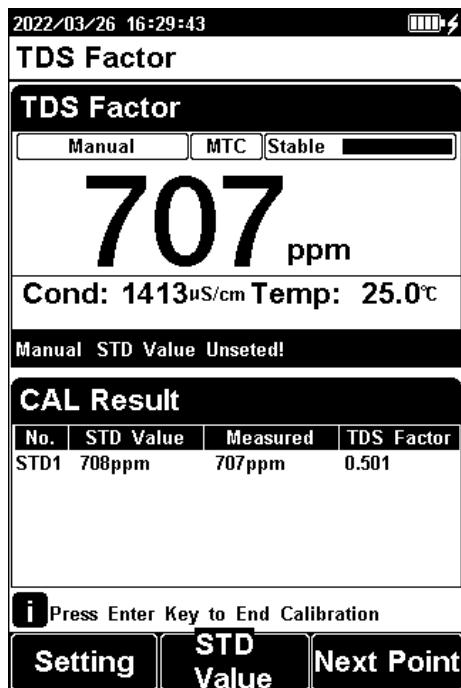 2022/03/26 16:29:43
TDS Factor
TDS Factor
Manual MTC Stable
707 ppm
Cond: 1413µS/cm Temp: 25.0℃
Manual STD Value Unseted!
CAL Result
No. STD Value Measured TDS Factor
STD1 708ppm 707ppm 0.501
i Press Enter Key to End Calibration
Setting STD Value Next Point